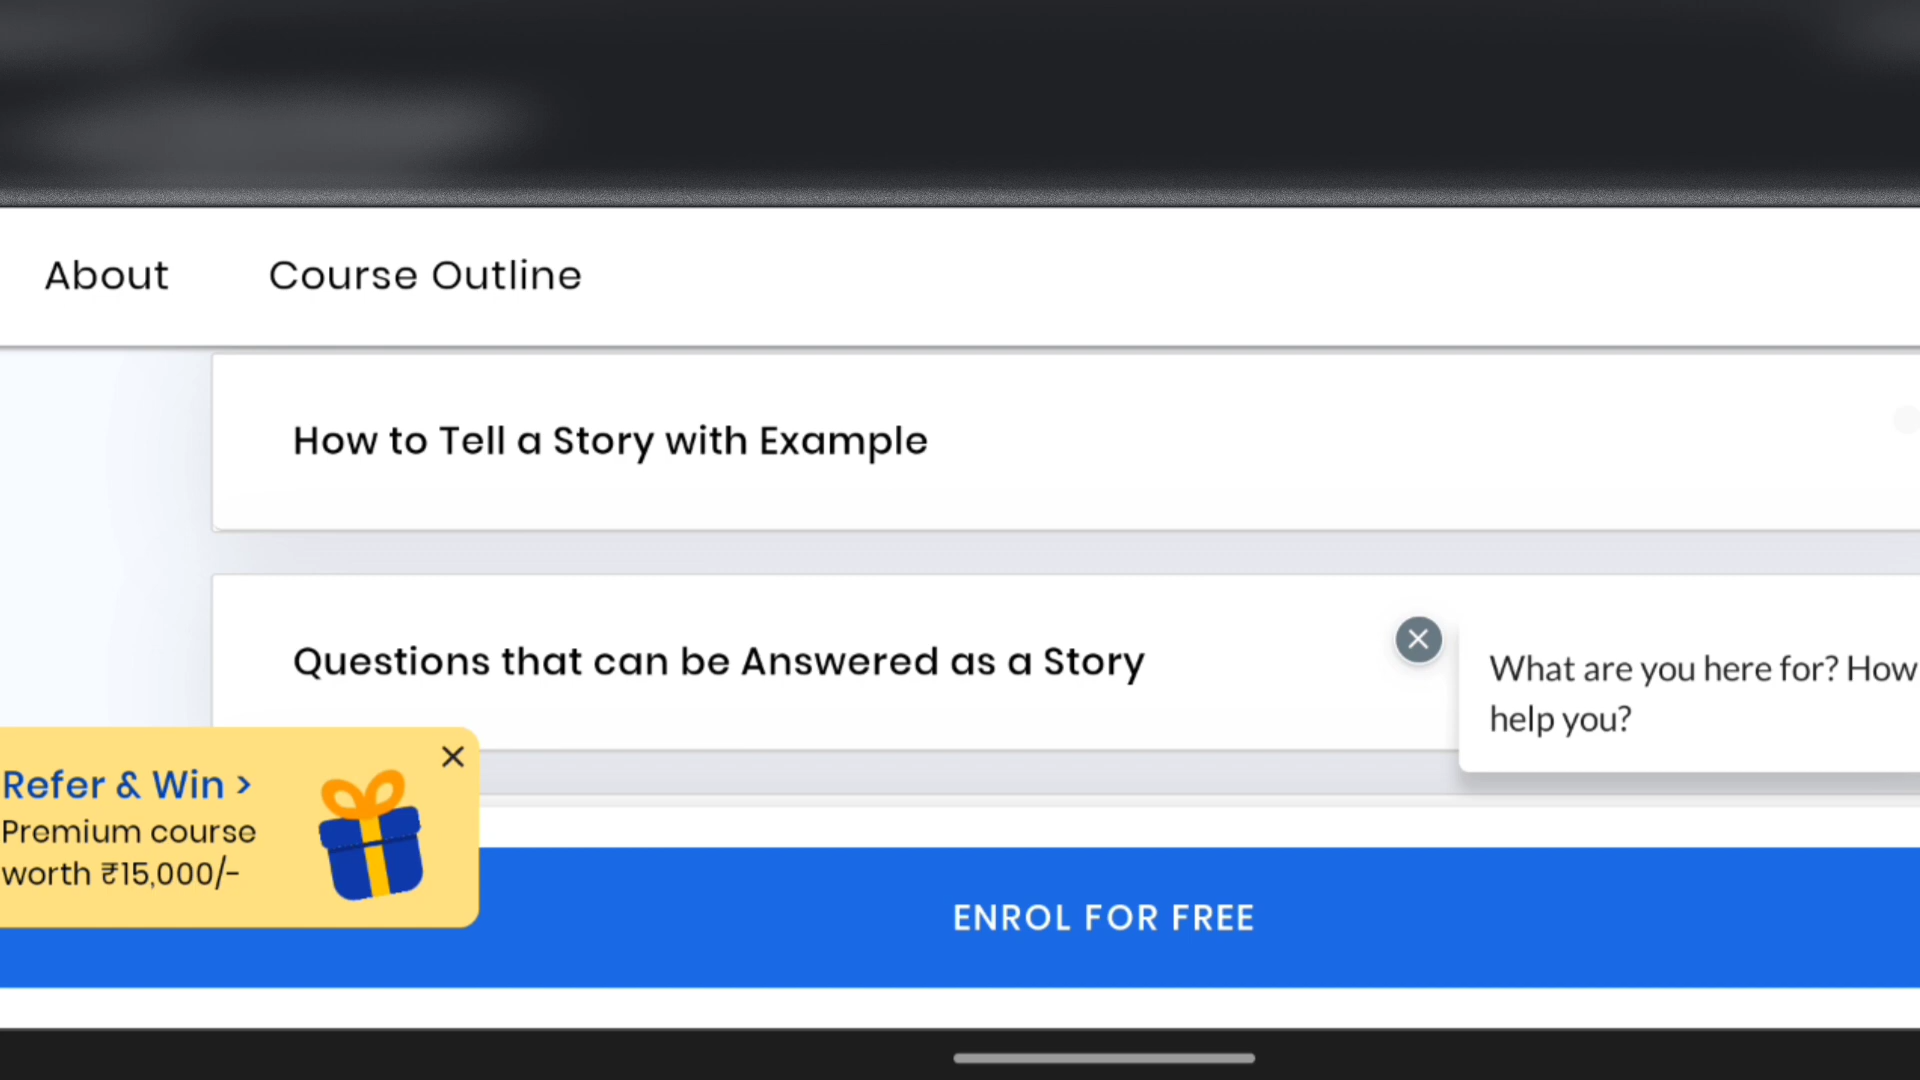 About Course Outline
How to Tell a Story with Example
Questions that can be Answered as a Story
What are you here for? How
help you?
Refer & Win >
Premium course
worth ₹15,000/-
ENROL FOR FREE